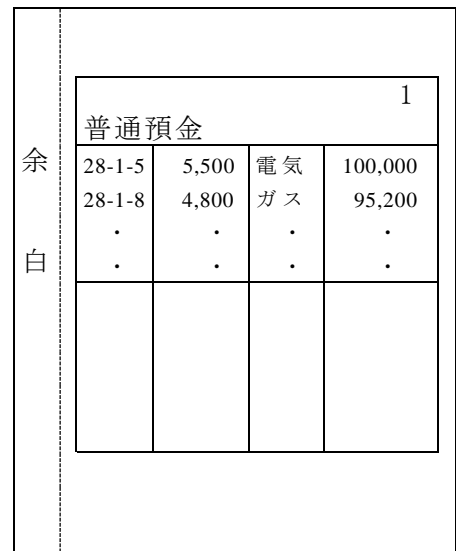 余白
1
普通預金
28-1-5 5,500 電気 100,000
28-1-8 4,800 ガス 95,200
・ ・ ・ ・
・ ・ ・ ・